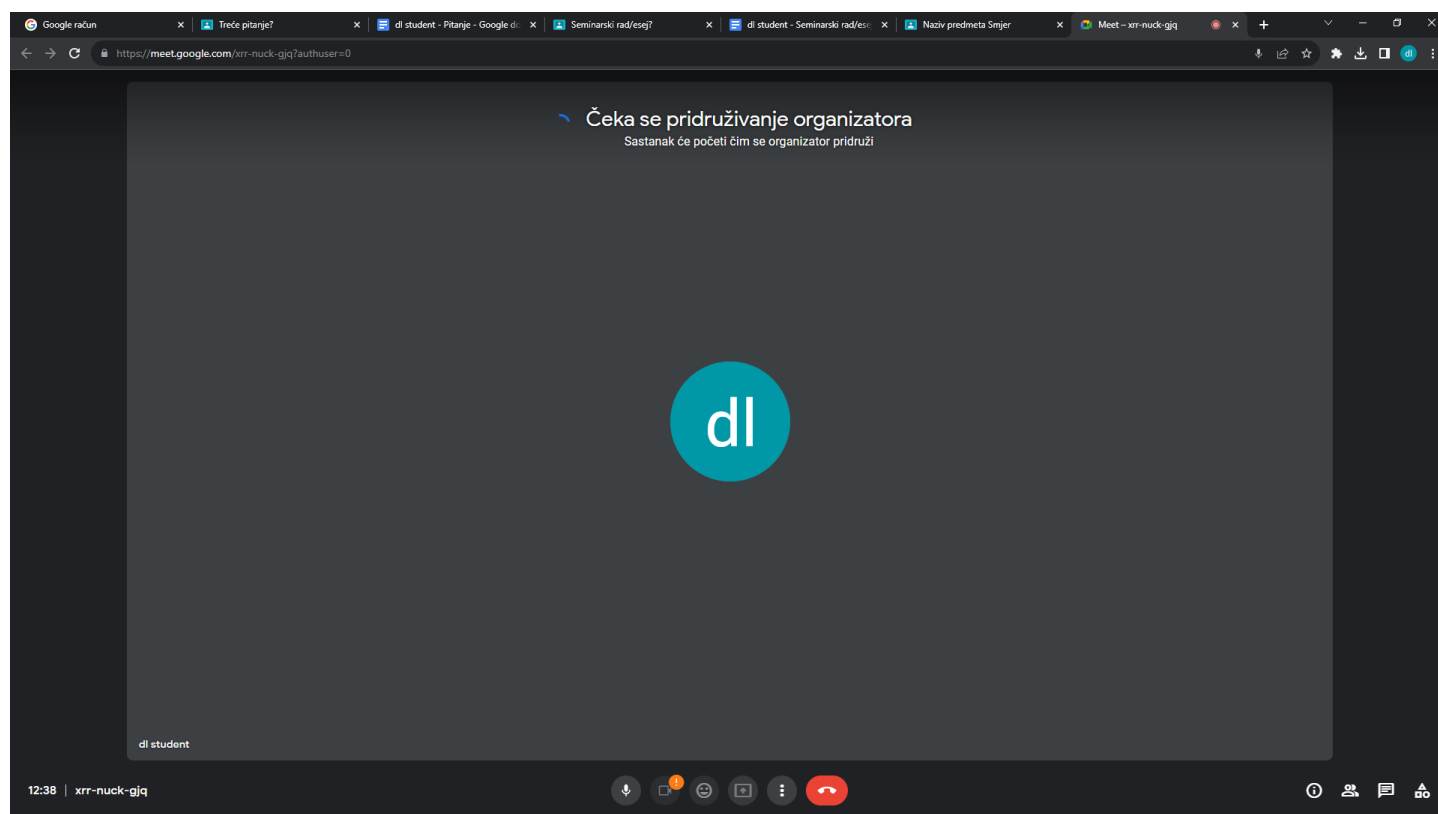 Google račun
Treće pitanje?
dl student - Pitanje - Google do
Seminarski rad/esej?
dl student - Seminarski rad/esej
Naziv predmeta Smjer
Meet – xrr-nuck-gjq
https://meet.google.com/xrr-nuck-gjq?authuser=0
dl
Čeka se pridruživanje organizatora
Sastanak će početi čim se organizator pridruži
dl
dl student
12:38 | xrr-nuck-gjq